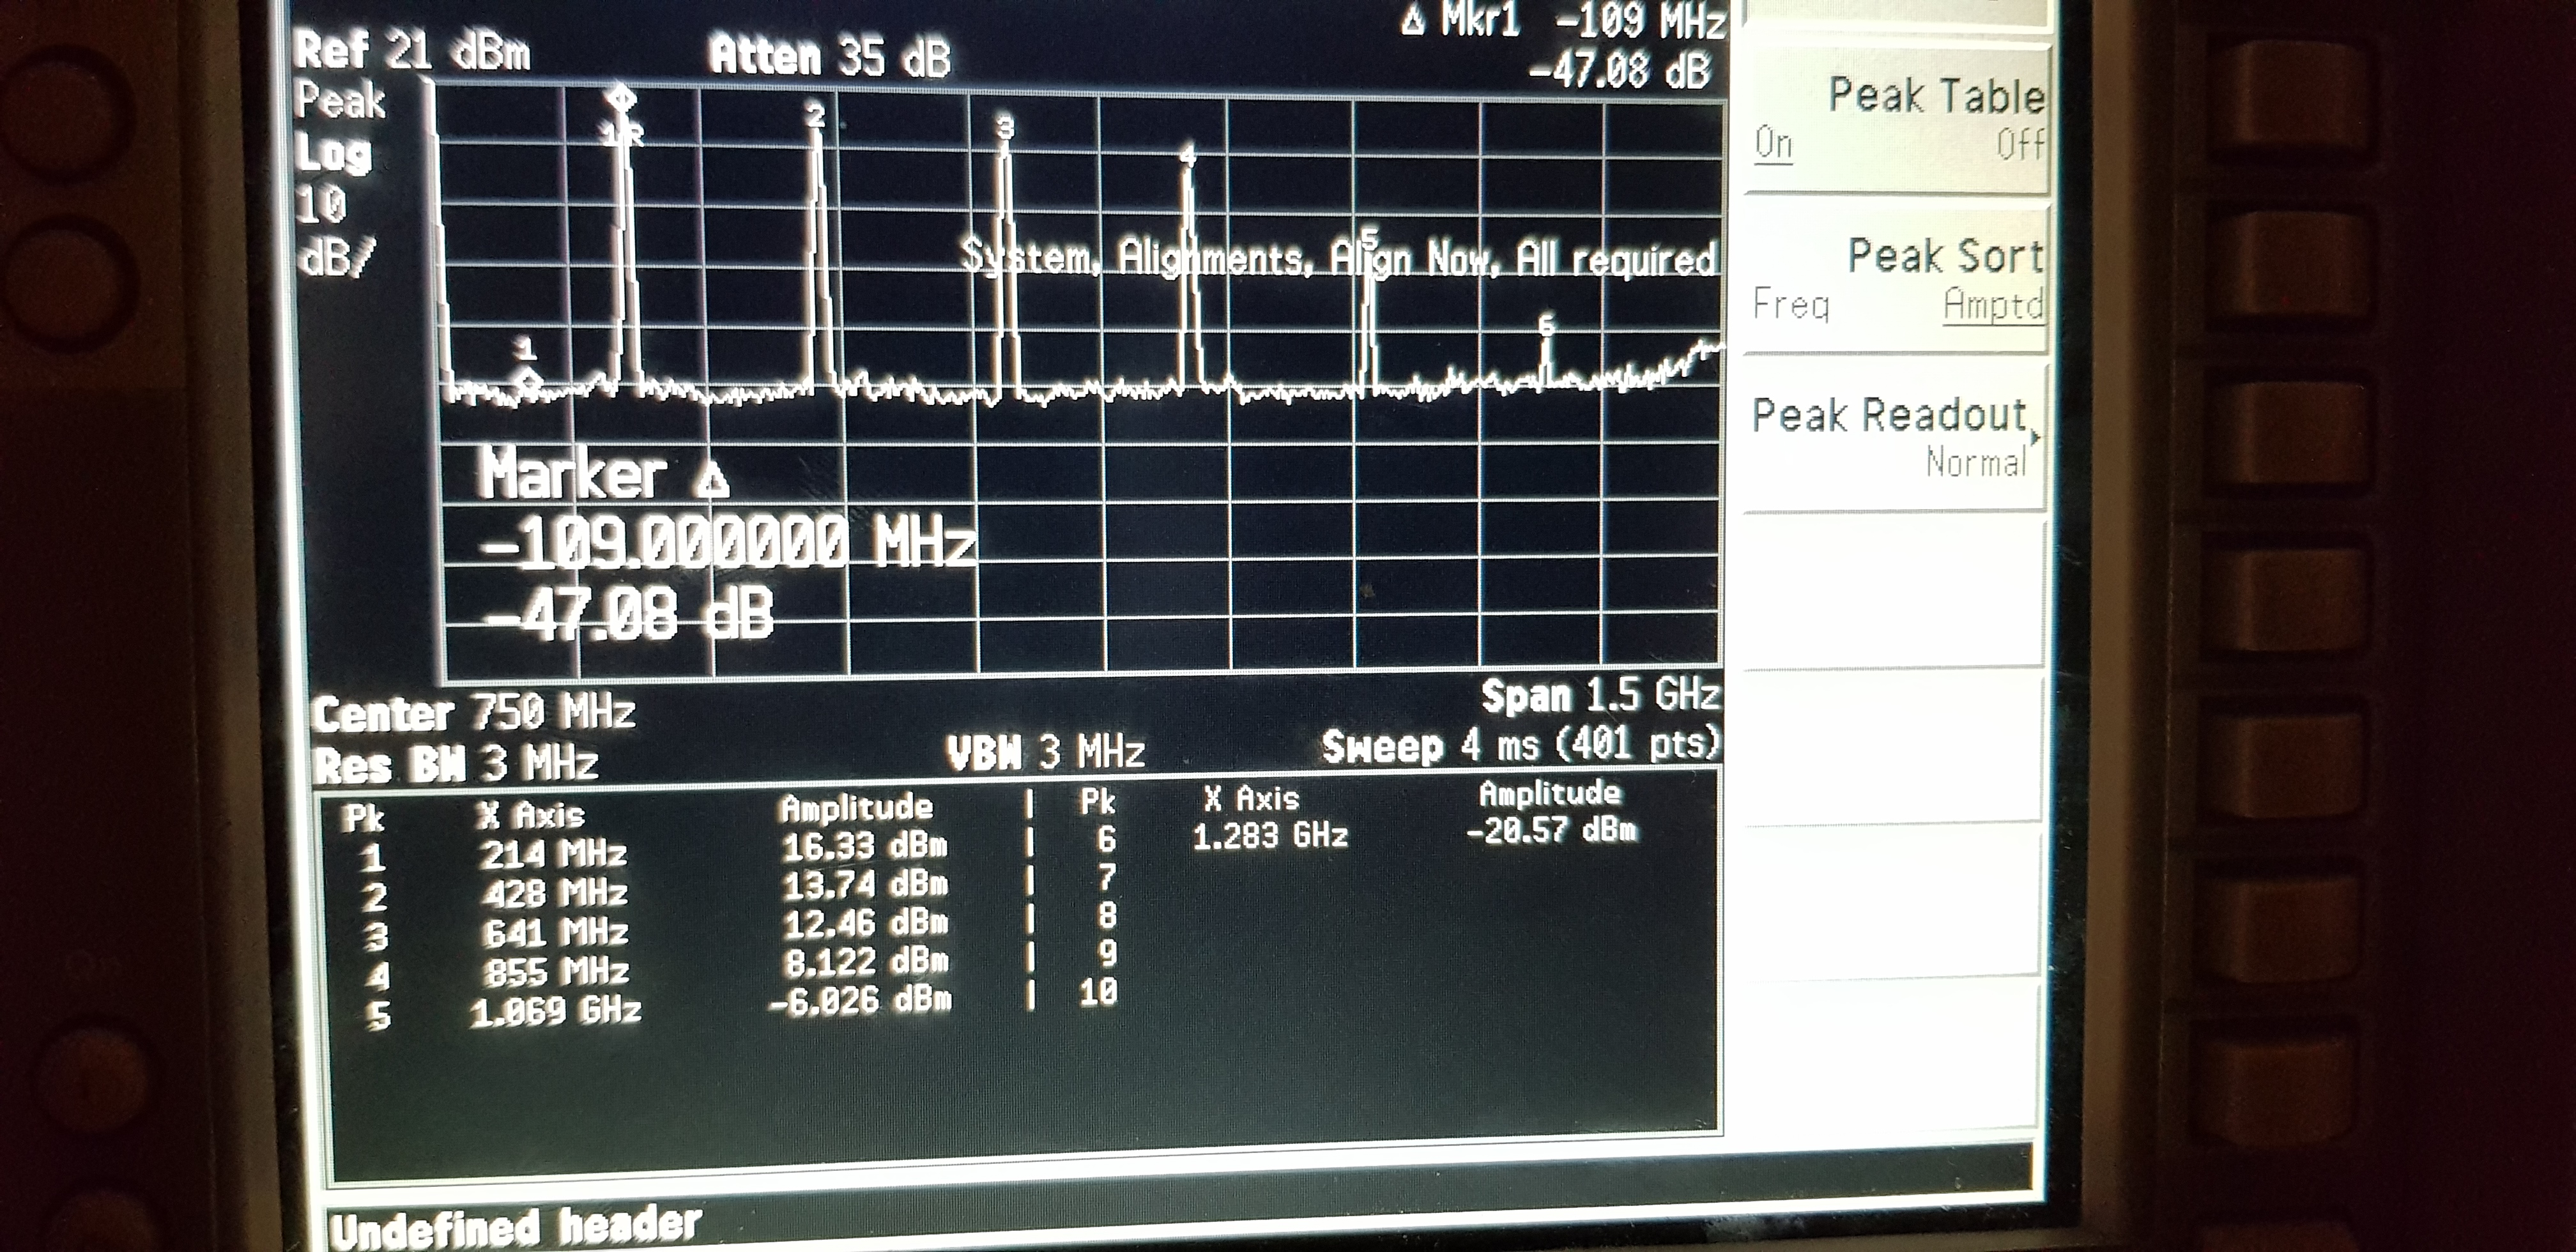 Δ Mkr1 -109 MHz
Ref 21 dBm Atten 35 dB -47.08 dB
Peak
Log
10
dB/
1R
2
3
4
5
6
1
System, Alignments, Align Now, All required
Marker Δ
-109.000000 MHz
-47.08 dB
Center 750 MHz Span 1.5 GHz
Res BW 3 MHz VBW 3 MHz Sweep 4 ms (401 pts)
Pk X Axis Amplitude | Pk X Axis Amplitude
1 214 MHz 16.33 dBm | 6 1.283 GHz -20.57 dBm
2 428 MHz 13.74 dBm | 7
3 641 MHz 12.46 dBm | 8
4 855 MHz 8.122 dBm | 9
5 1.069 GHz -6.026 dBm | 10
Undefined header
Peak Table
On Off
Peak Sort
Freq Amptd
Peak Readout
Normal